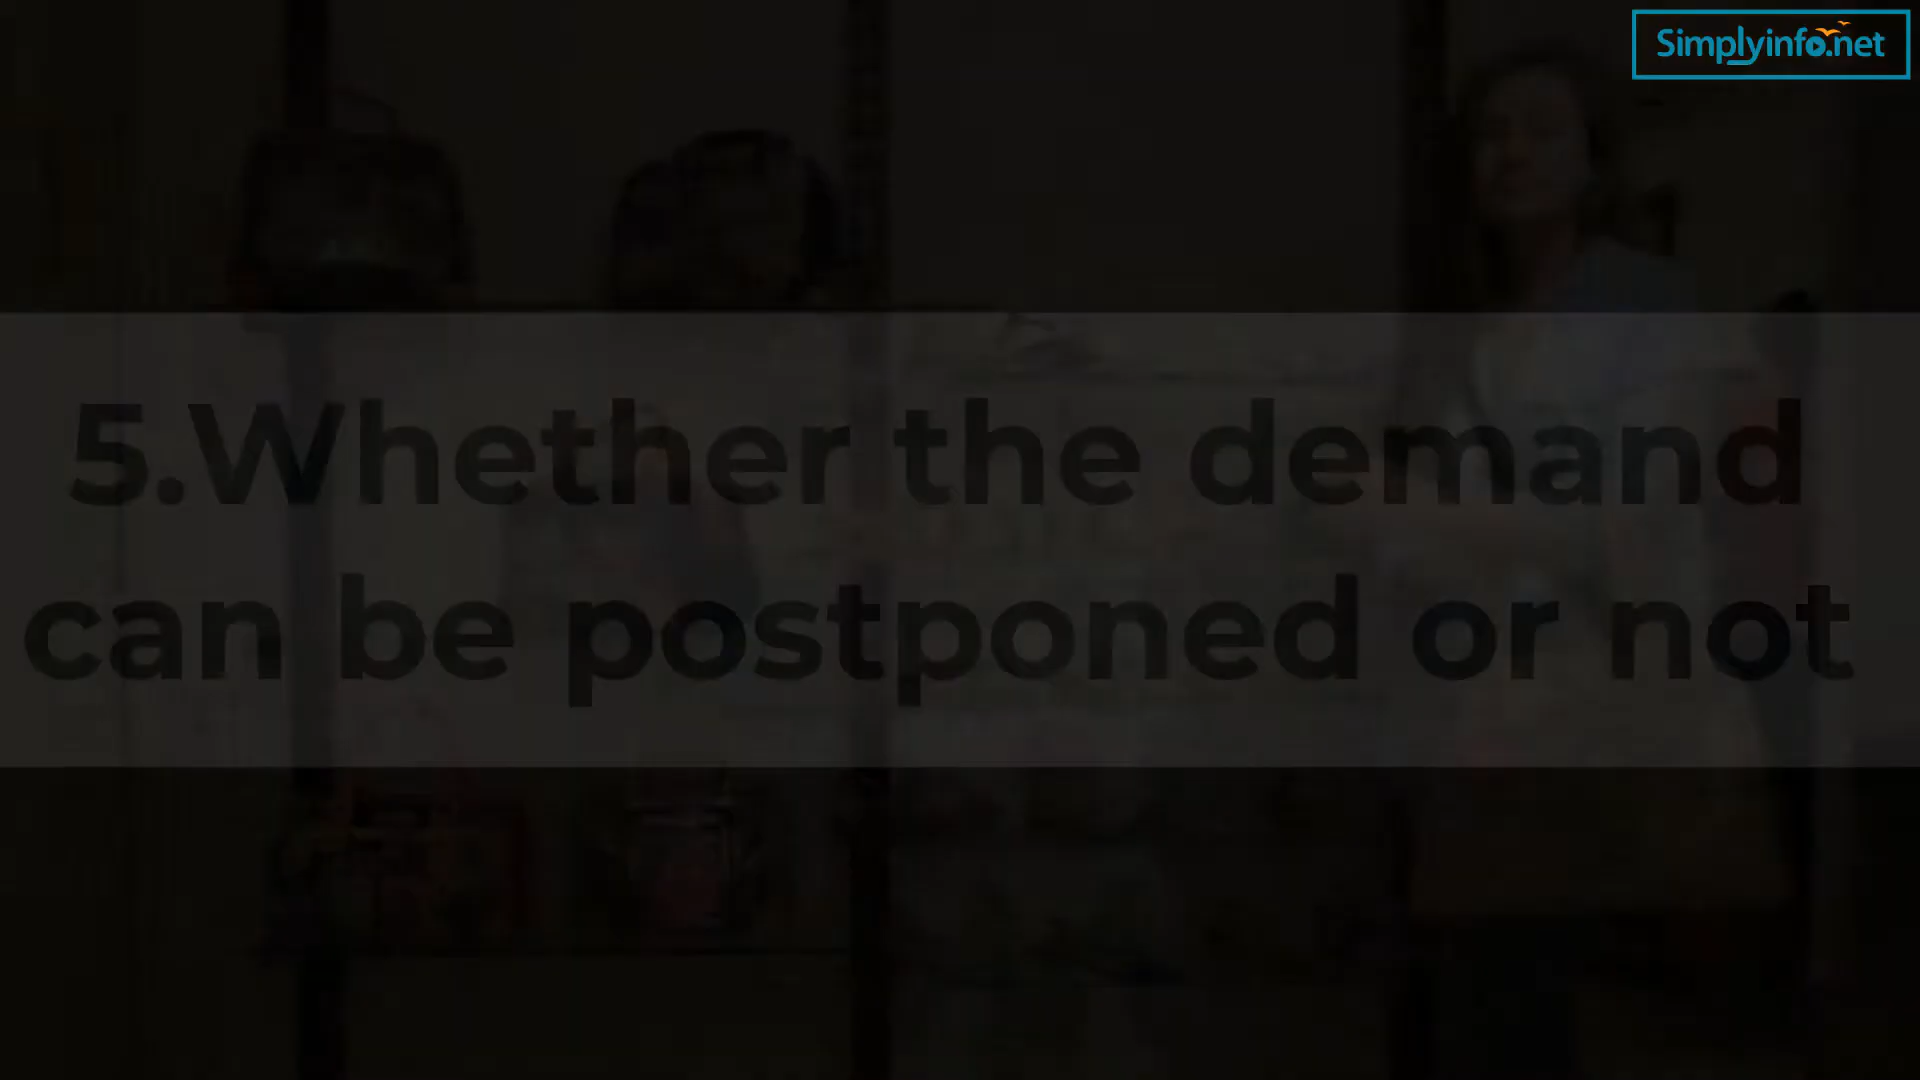 Simplyinfo.net
5.Whether the demand
can be postponed or not